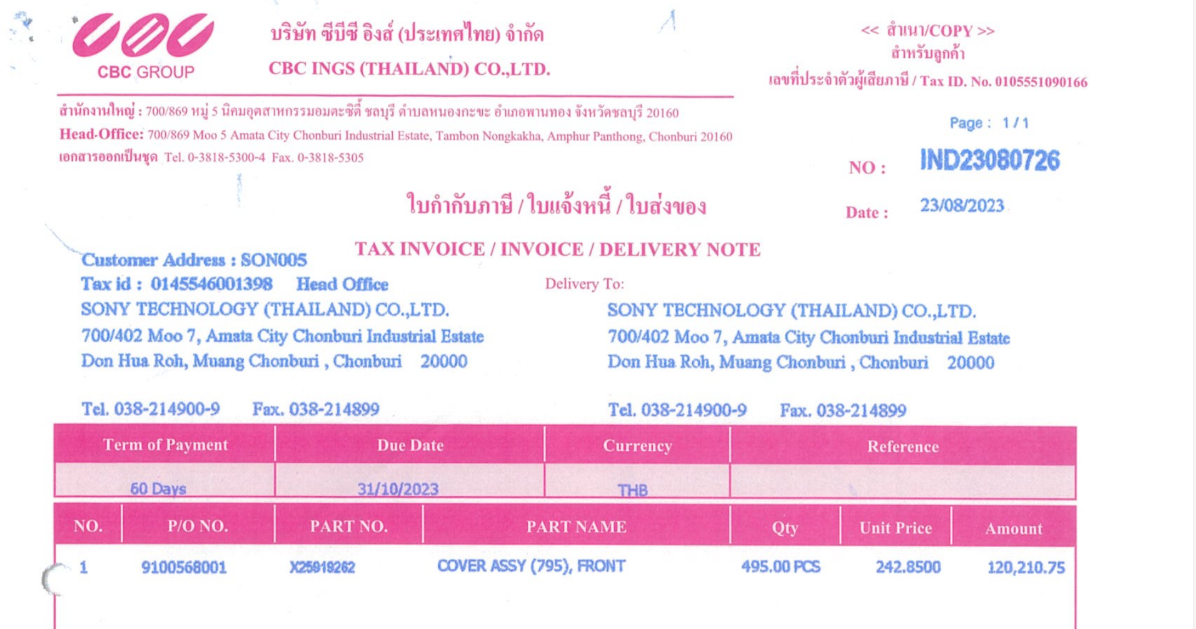 บริษัท ซีบีซี อิงส์ (ประเทศไทย) จำกัด
CBC GROUP
CBC INGS (THAILAND) CO.,LTD.
<< สำเนา/COPY >>
สำหรับลูกค้า
เลขที่ประจำตัวผู้เสียภาษี / Tax ID. No. 0105551090166
สำนักงานใหญ่ : 700/869 หมู่ 5 นิคมอุตสาหกรรมอมตะซิตี้ ชลบุรี ตำบลหนองกะขะ อำเภอพานทอง จังหวัดชลบุรี 20160
Head-Office: 700/869 Moo 5 Amata City Chonburi Industrial Estate, Tambon Nongkakha, Amphur Panthong, Chonburi 20160
เอกสารออกเป็นชุด Tel. 0-3818-5300-4 Fax. 0-3818-5305
Page : 1 / 1
NO : IND23080726
Date : 23/08/2023
ใบกำกับภาษี / ใบแจ้งหนี้ / ใบส่งของ
TAX INVOICE / INVOICE / DELIVERY NOTE
Customer Address : SON005
Tax id : 0145546001398 Head Office
SONY TECHNOLOGY (THAILAND) CO.,LTD.
700/402 Moo 7, Amata City Chonburi Industrial Estate
Don Hua Roh, Muang Chonburi , Chonburi 20000
Tel. 038-214900-9 Fax. 038-214899
Delivery To:
SONY TECHNOLOGY (THAILAND) CO.,LTD.
700/402 Moo 7, Amata City Chonburi Industrial Estate
Don Hua Roh, Muang Chonburi , Chonburi 20000
Tel. 038-214900-9 Fax. 038-214899
Term of Payment Due Date Currency Reference
60 Days 31/10/2023 THB
NO. P/O NO. PART NO. PART NAME Qty Unit Price Amount
1 9100568001 X25919262 COVER ASSY (795), FRONT 495.00 PCS 242.8500 120,210.75